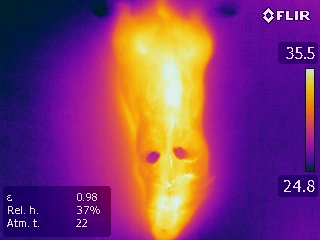 FLIR
35.5
24.8
ε 0.98
Rel. h. 37%
Atm. t. 22